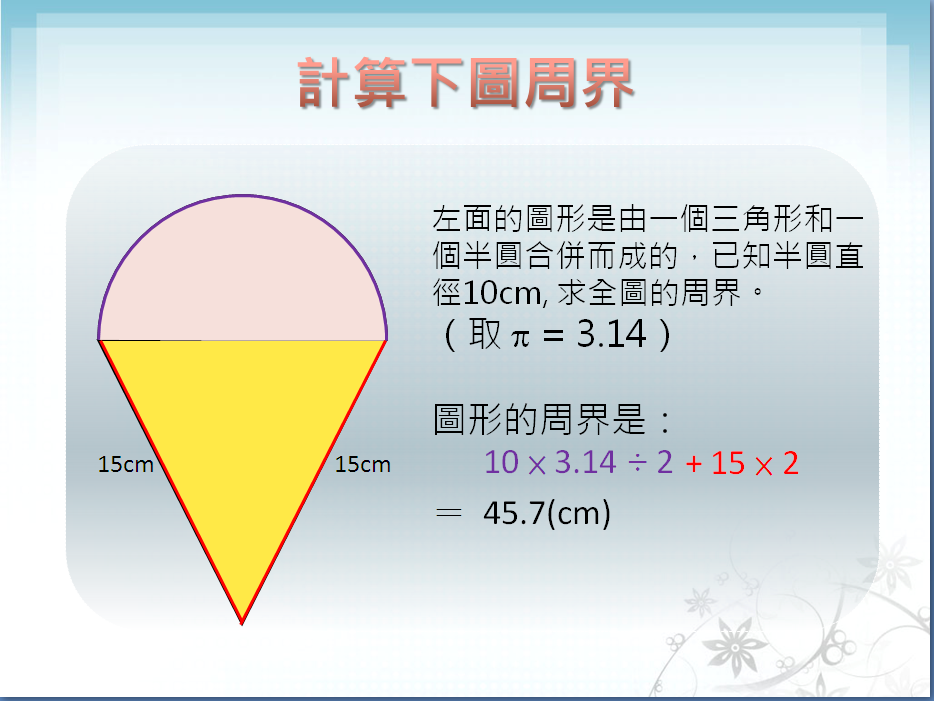 計算下圖周界
左面的圖形是由一個三角形和一
個半圓合併而成的，已知半圓直
徑10cm, 求全圖的周界。
（取 π = 3.14）
圖形的周界是：
10 x 3.14 ÷ 2 + 15 x 2
＝ 45.7(cm)
15cm
15cm